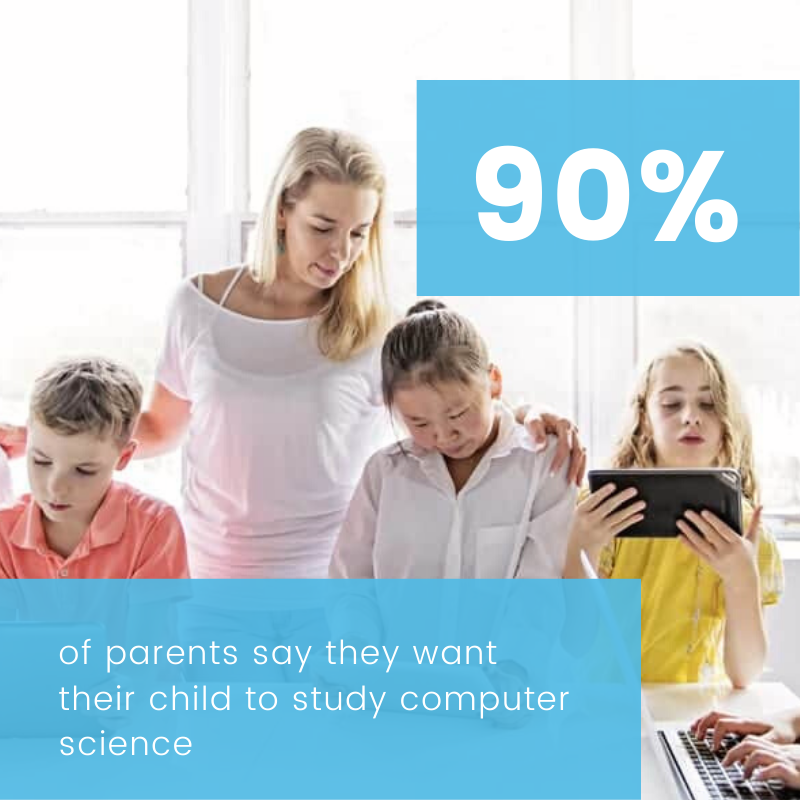 90%
of parents say they want
their child to study computer
science